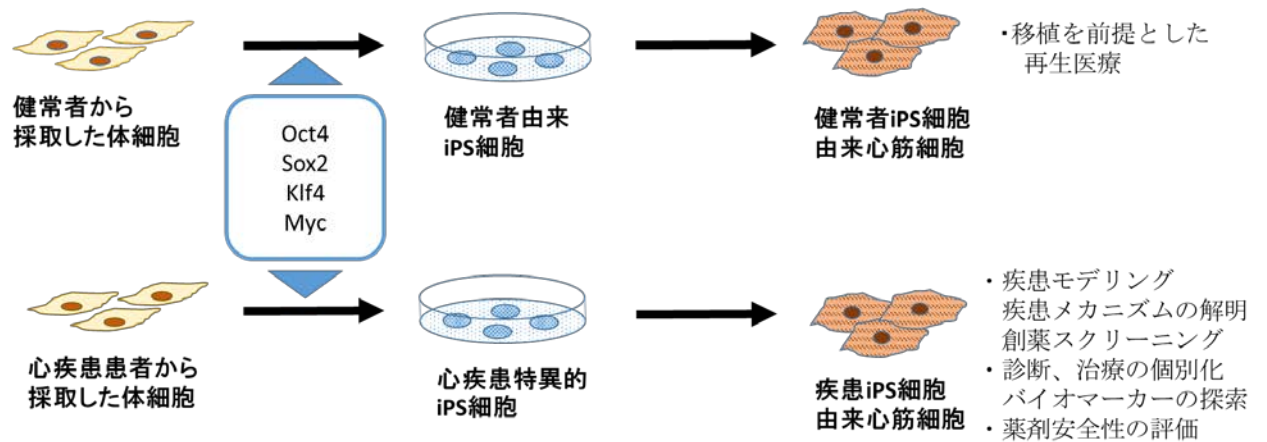 健常者から
採取した体細胞
Oct4
Sox2
Klf4
Myc
健常者由来
iPS細胞
健常者iPS細胞
由来心筋細胞
・移植を前提とした
再生医療
心疾患患者から
採取した体細胞
心疾患特異的
iPS細胞
疾患iPS細胞
由来心筋細胞
・疾患モデリング
疾患メカニズムの解明
創薬スクリーニング
・診断、治療の個別化
バイオマーカーの探索
・薬剤安全性の評価